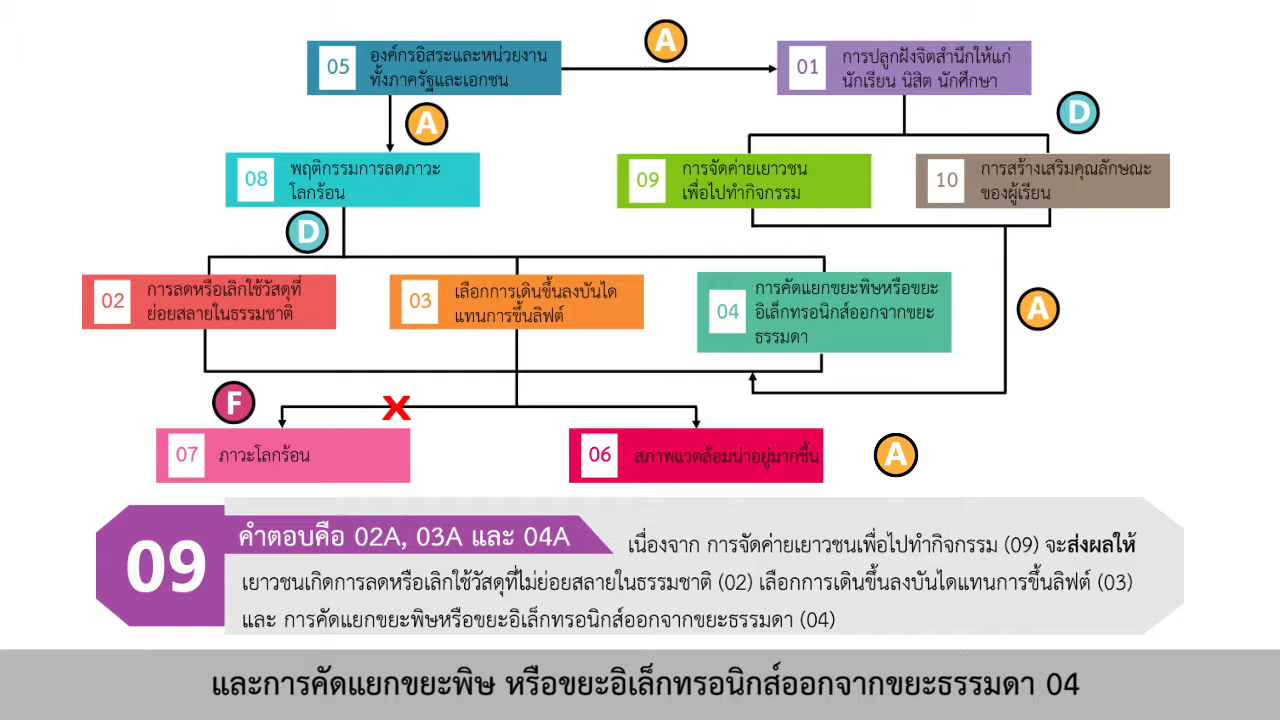 A
05
องค์กรอิสระและหน่วยงาน
ทั้งภาครัฐและเอกชน
01
การปลูกฝังจิตสำนึกให้แก่
นักเรียน นิสิต นักศึกษา
A
D
08
พฤติกรรมการลดภาวะ
โลกร้อน
09
การจัดค่ายเยาวชน
เพื่อไปทำกิจกรรม
10
การสร้างเสริมคุณลักษณะ
ของผู้เรียน
D
02
การลดหรือเลิกใช้วัสดุที่
ย่อยสลายในธรรมชาติ
03
เลือกการเดินขึ้นลงบันได
แทนการขึ้นลิฟต์
04
การคัดแยกขยะพิษหรือขยะ
อิเล็กทรอนิกส์ออกจากขยะ
ธรรมดา
A
F
X
07
ภาวะโลกร้อน
06
สภาพแวดล้อมน่าอยู่มากขึ้น
A
09
คำตอบคือ 02A, 03A และ 04A
เนื่องจาก การจัดค่ายเยาวชนเพื่อไปทำกิจกรรม (09) จะส่งผลให้
เยาวชนเกิดการลดหรือเลิกใช้วัสดุที่ไม่ย่อยสลายในธรรมชาติ (02) เลือกการเดินขึ้นลงบันไดแทนการขึ้นลิฟต์ (03)
และ การคัดแยกขยะพิษหรือขยะอิเล็กทรอนิกส์ออกจากขยะธรรมดา (04)
และการคัดแยกขยะพิษ หรือขยะอิเล็กทรอนิกส์ออกจากขยะธรรมดา 04